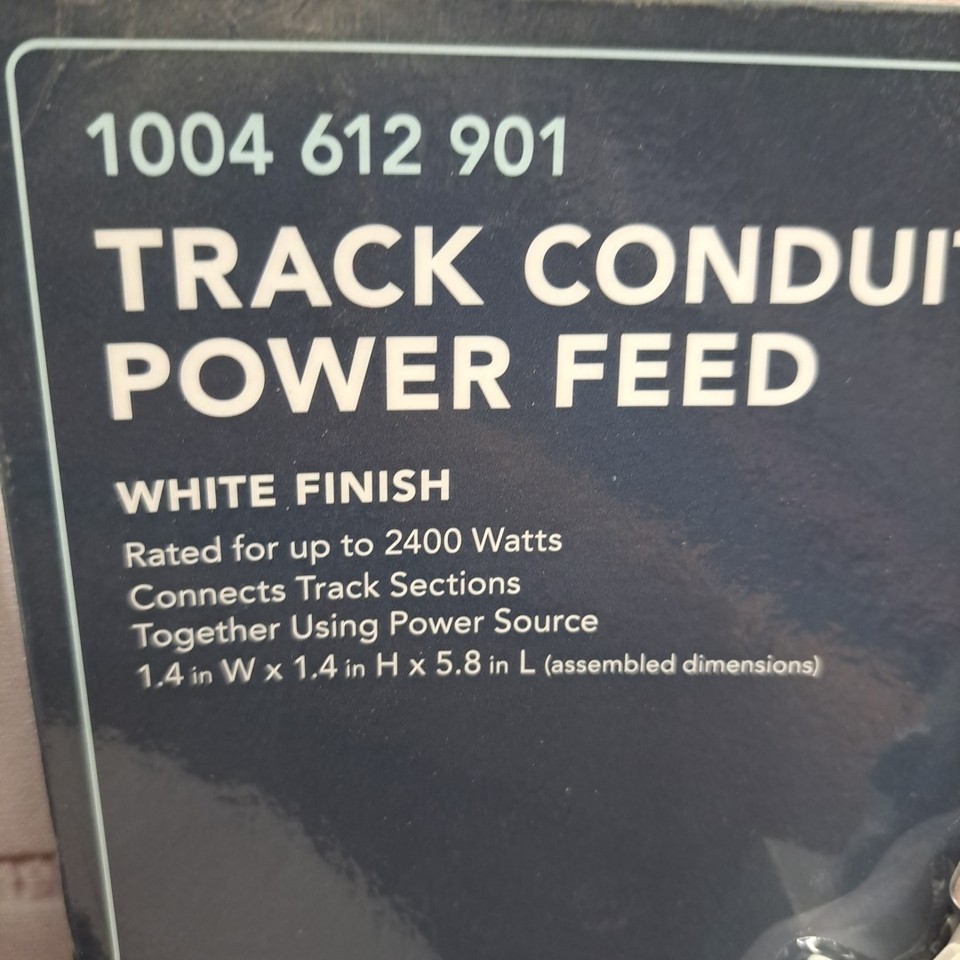 1004 612 901
TRACK CONDUIT
POWER FEED
WHITE FINISH
Rated for up to 2400 Watts
Connects Track Sections
Together Using Power Source
1.4 in W x 1.4 in H x 5.8 in L (assembled dimensions)